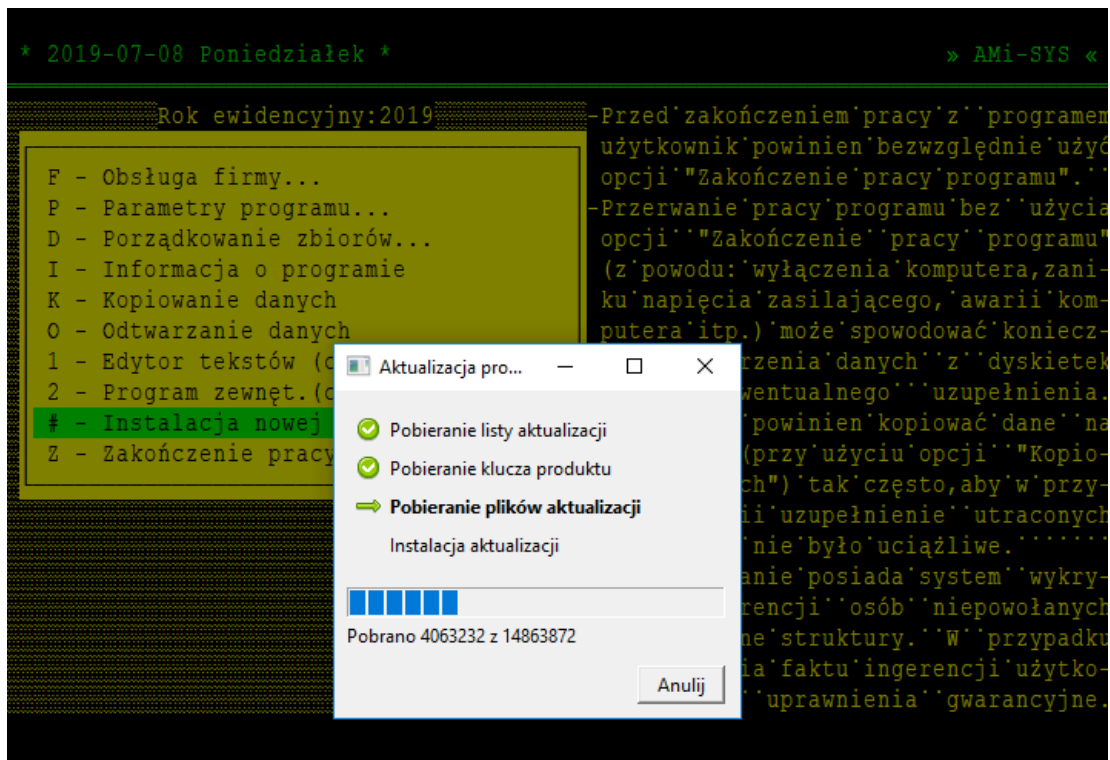 * 2019-07-08 Poniedziałek *
» AMi-SYS «
Rok ewidencyjny:2019
F - Obsługa firmy...
P - Parametry programu...
D - Porządkowanie zbiorów...
I - Informacja o programie
K - Kopiowanie danych
O - Odtwarzanie danych
1 - Edytor tekstów (
2 - Program zewnęt.(
# - Instalacja nowej
Z - Zakończenie pracy
-Przed˙zakończeniem˙pracy˙z˙˙programem
użytkownik˙powinien˙bezwzględnie˙użyć
opcji˙"Zakończenie˙pracy˙programu".˙˙
-Przerwanie˙pracy˙programu˙bez˙˙użycia
opcji˙˙"Zakończenie˙˙pracy˙˙programu"
(z˙powodu:˙wyłączenia˙komputera,zani-
ku˙napięcia˙zasilającego,˙awarii˙kom-
putera˙itp.)˙może˙spowodować˙koniecz-
rzenia˙danych˙˙z˙˙dyskietek
wentualnego˙˙˙uzupełnienia.
˙powinien˙kopiować˙dane˙˙na
(przy˙użyciu˙opcji˙˙"Kopio-
ch")˙tak˙często,aby˙w˙przy-
ii˙uzupełnienie˙˙utraconych
˙nie˙było˙uciążliwe.˙˙˙˙˙˙˙
anie˙posiada˙system˙˙wykry-
rencji˙˙osób˙˙niepowołanych
ne˙struktury.˙˙W˙˙przypadku
ia˙faktu˙ingerencji˙użytko-
˙˙uprawnienia˙˙gwarancyjne.
Aktualizacja pro...
Pobieranie listy aktualizacji
Pobieranie klucza produktu
Pobieranie plików aktualizacji
Instalacja aktualizacji
Pobrano 4063232 z 14863872
Anulij